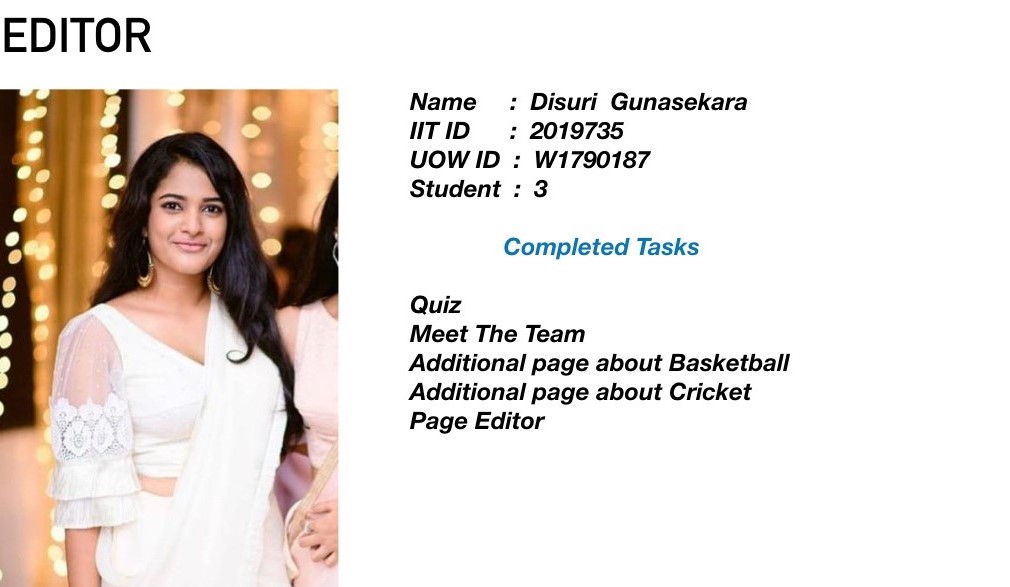 EDITOR
Name : Disuri Gunasekara
IIT ID : 2019735
UOW ID : W1790187
Student : 3
Completed Tasks
Quiz
Meet The Team
Additional page about Basketball
Additional page about Cricket
Page Editor